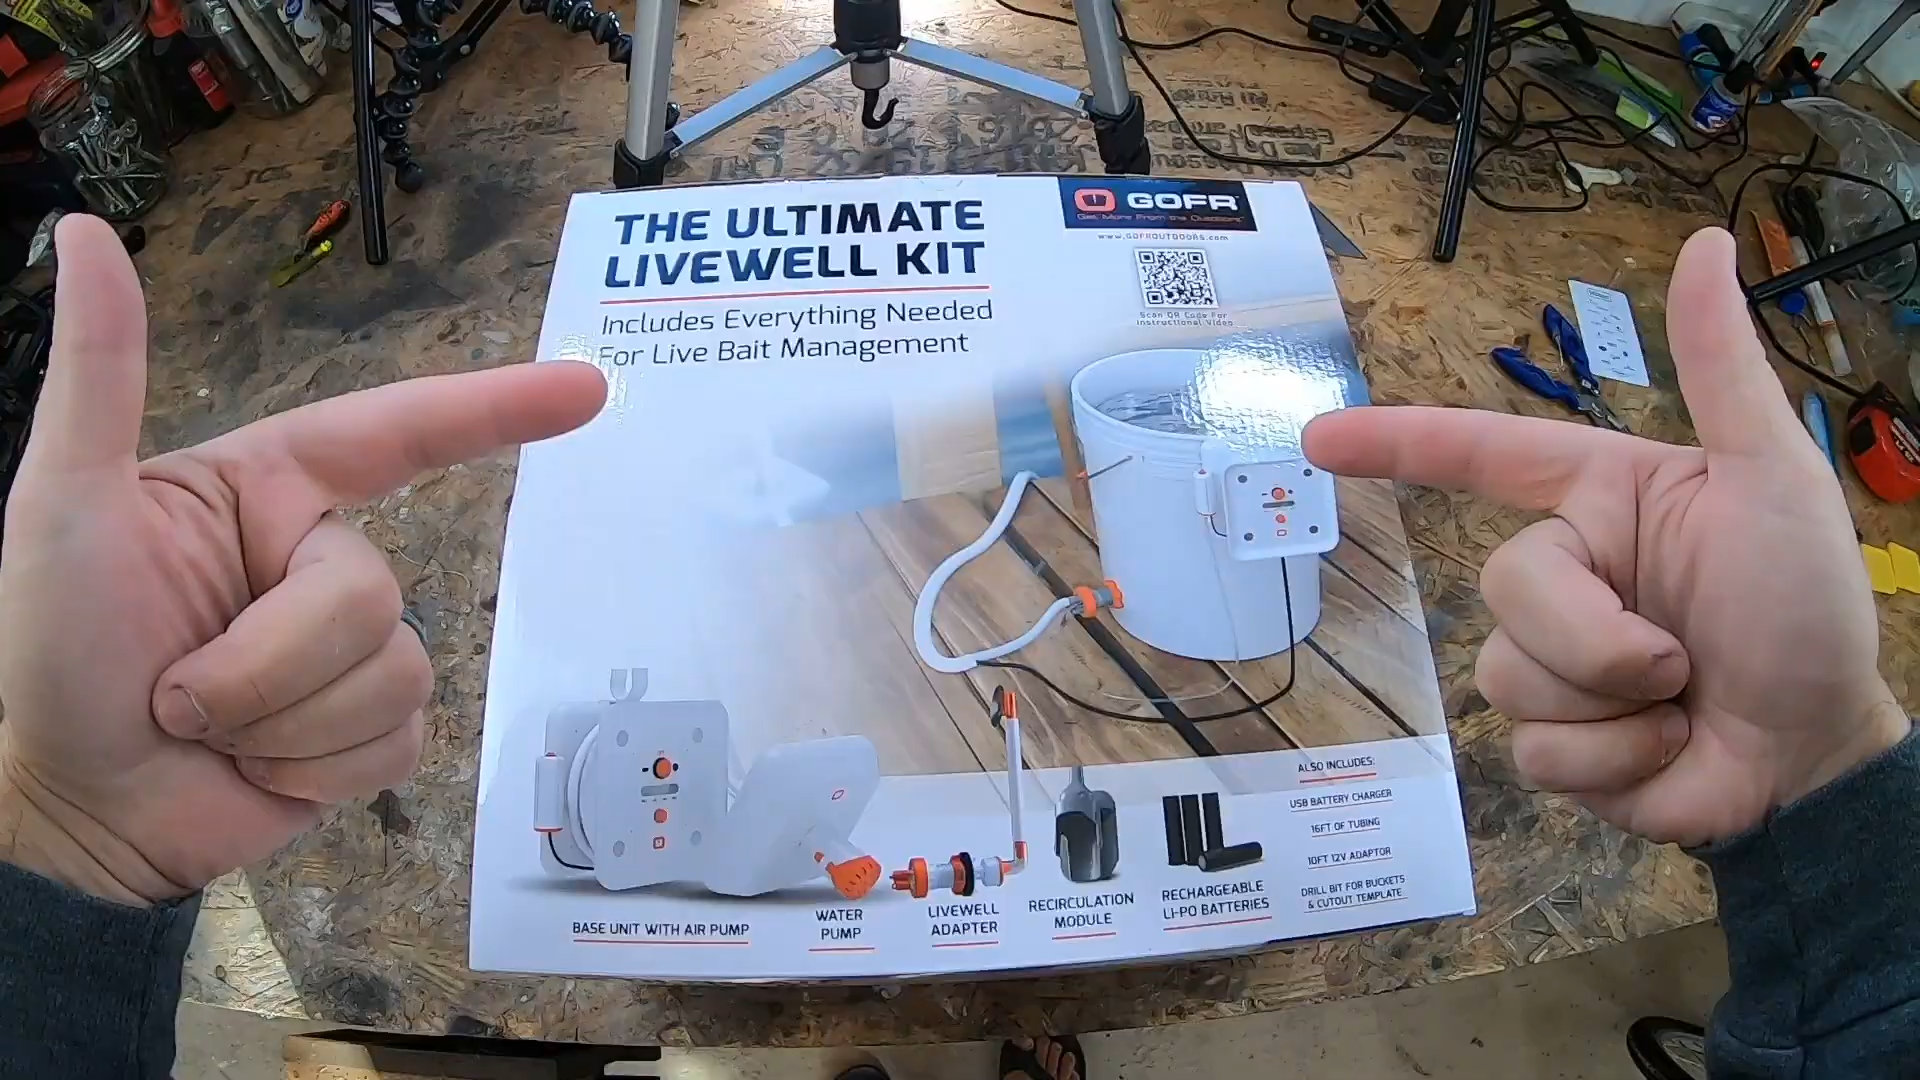 THE ULTIMATE
LIVEWELL KIT
Includes Everything Needed
For Live Bait Management
GOFR
Get More From the Outdoors
www.GOFROUTDOORS.com
Scan QR Code For
Instructional Video
ALSO INCLUDES:
USB BATTERY CHARGER
16FT OF TUBING
10FT 12V ADAPTOR
DRILL BIT FOR BUCKETS
& CUTOUT TEMPLATE
BASE UNIT WITH AIR PUMP
WATER
PUMP
LIVEWELL
ADAPTER
RECIRCULATION
MODULE
RECHARGEABLE
LI-PO BATTERIES